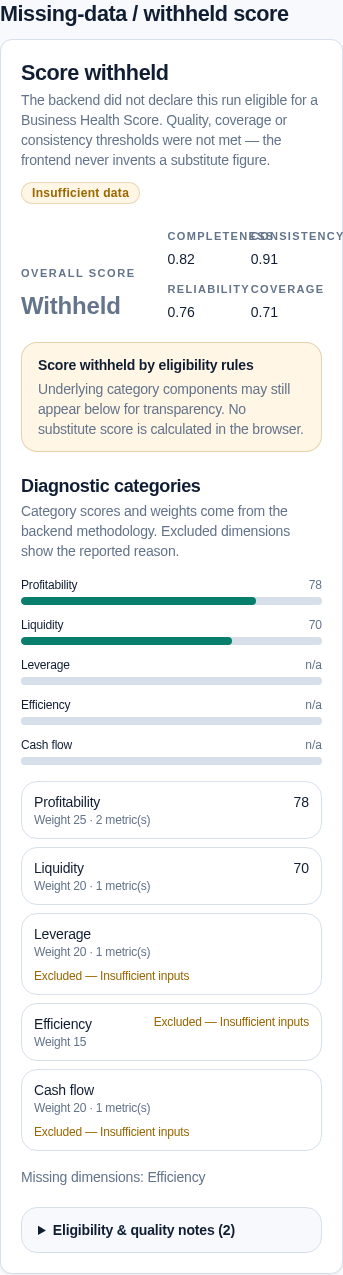 Missing-data / withheld score
Score withheld
The backend did not declare this run eligible for a
Business Health Score. Quality, coverage or
consistency thresholds were not met — the
frontend never invents a substitute figure.
Insufficient data
OVERALL SCORE
Withheld
COMPLETENESS
0.82
CONSISTENCY
0.91
RELIABILITY
0.76
COVERAGE
0.71
Score withheld by eligibility rules
Underlying category components may still
appear below for transparency. No
substitute score is calculated in the browser.
Diagnostic categories
Category scores and weights come from the
backend methodology. Excluded dimensions
show the reported reason.
Profitability 78
Liquidity 70
Leverage n/a
Efficiency n/a
Cash flow n/a
Profitability 78
Weight 25 · 2 metric(s)
Liquidity 70
Weight 20 · 1 metric(s)
Leverage
Weight 20 · 1 metric(s)
Excluded — Insufficient inputs
Efficiency Excluded — Insufficient inputs
Weight 15
Cash flow
Weight 20 · 1 metric(s)
Excluded — Insufficient inputs
Missing dimensions: Efficiency
Eligibility & quality notes (2)